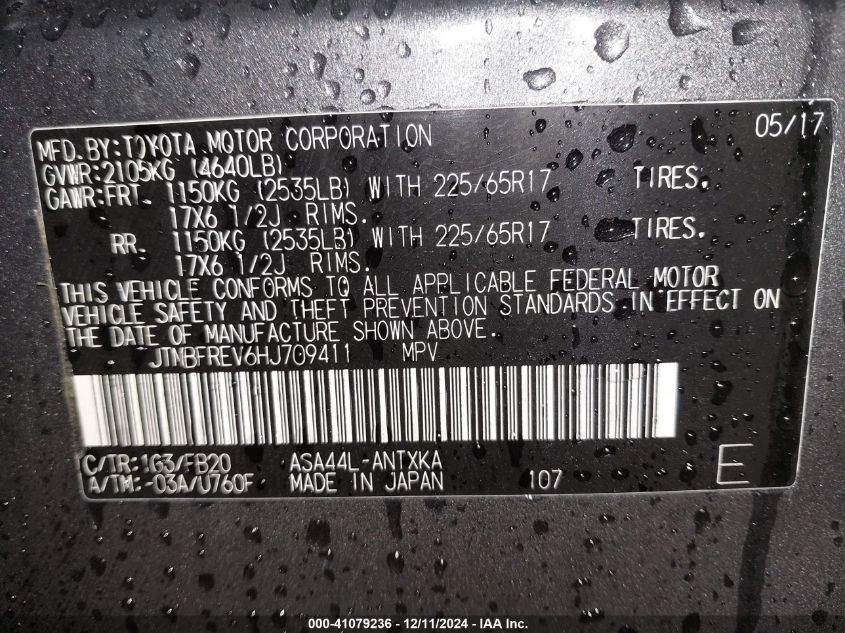 MFD.BY:TOYOTA MOTOR CORPORATION 05/17
GVWR:2105KG (4640LB)
GAWR:FRT. 1150KG (2535LB) WITH 225/65R17 TIRES.
17X6 1/2J RIMS.
RR. 1150KG (2535LB) WITH 225/65R17 TIRES.
17X6 1/2J RIMS.
THIS VEHICLE CONFORMS TO ALL APPLICABLE FEDERAL MOTOR
VEHICLE SAFETY AND THEFT PREVENTION STANDARDS IN EFFECT ON
THE DATE OF MANUFACTURE SHOWN ABOVE.
JTNBFREV6HJ709411 MPV
C/TR:1G3/FB20 ASA44L-ANTXKA
A/TM:-03A/U760F MADE IN JAPAN 107 E
000-41079236 - 12/11/2024 - IAA Inc.